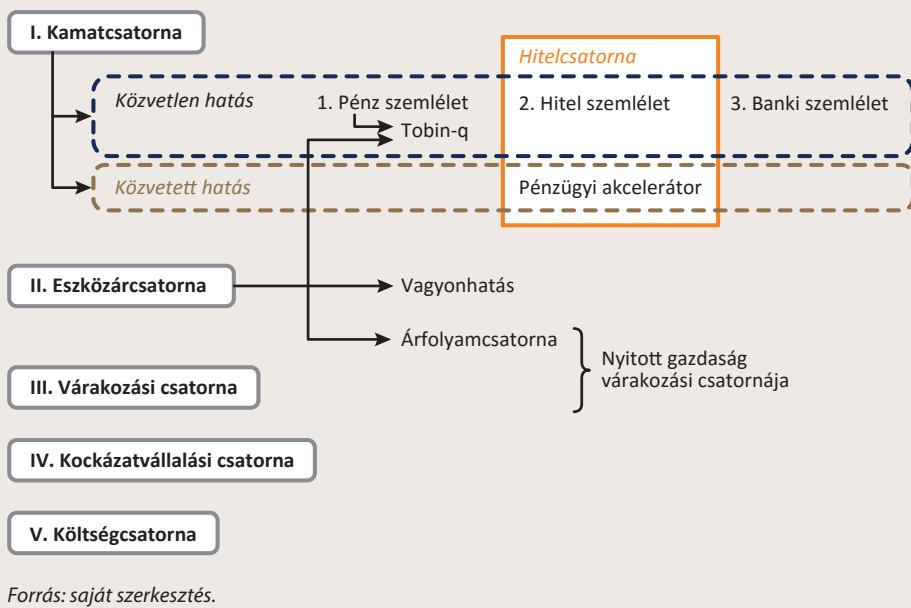 I. Kamatcsatorna
Hitelcsatorna
Közvetlen hatás
1. Pénz szemlélet
2. Hitel szemlélet
3. Banki szemlélet
Tobin-q
Közvetett hatás
Pénzügyi akcelerátor
II. Eszközárcsatorna
Vagyonhatás
Árfolyamcsatorna
Nyitott gazdaság
várakozási csatornája
III. Várakozási csatorna
IV. Kockázatvállalási csatorna
V. Költségcsatorna
Forrás: saját szerkesztés.